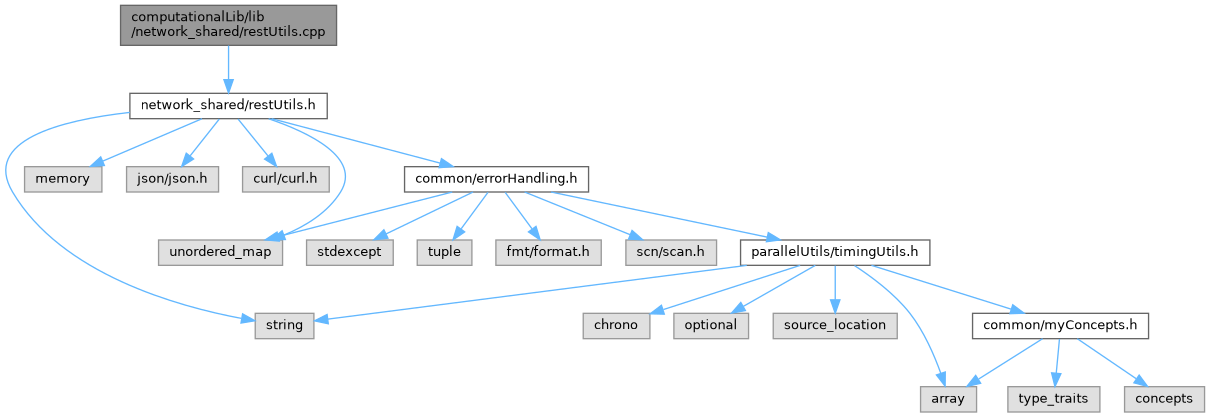 computationalLib/lib
/network_shared/restUtils.cpp
network_shared/restUtils.h
memory
json/json.h
curl/curl.h
common/errorHandling.h
unordered_map
stdexcept
tuple
fmt/format.h
scn/scan.h
parallelUtils/timingUtils.h
string
chrono
optional
source_location
common/myConcepts.h
array
type_traits
concepts